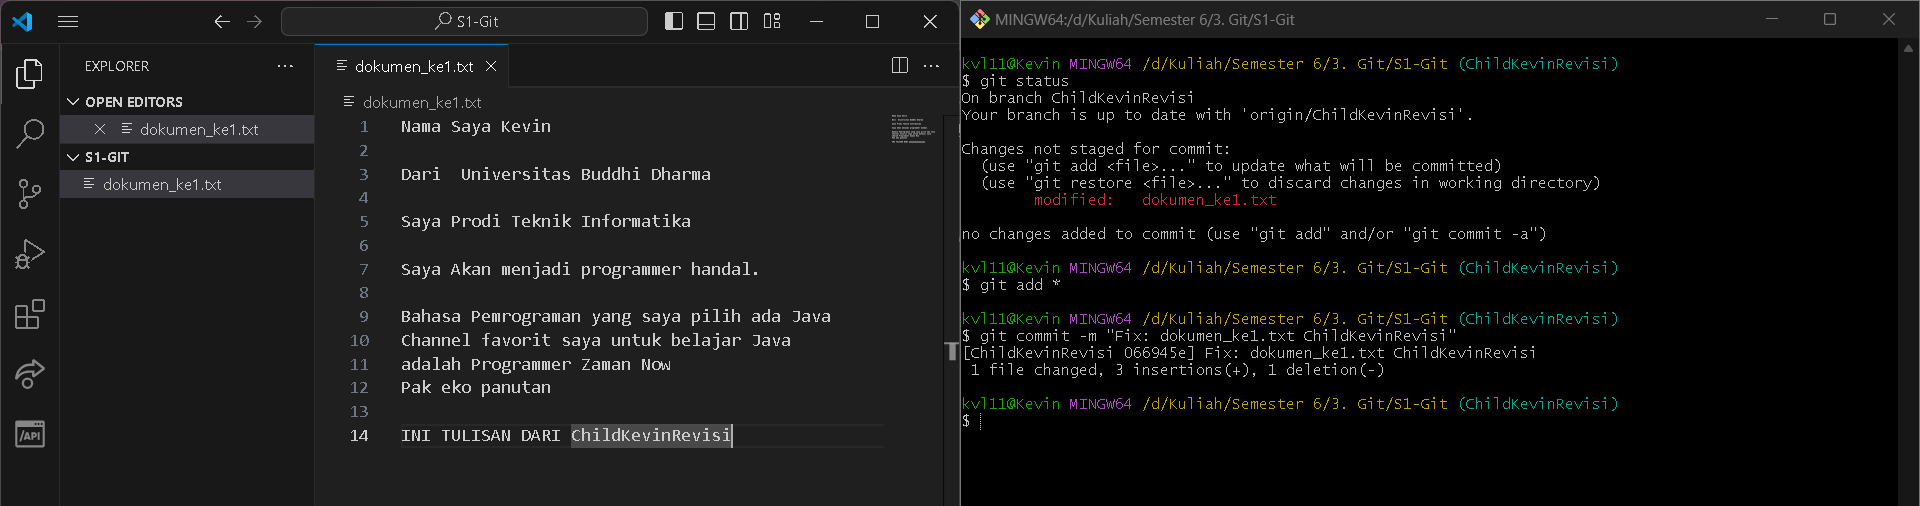 S1-Git
EXPLORER
OPEN EDITORS
dokumen_ke1.txt
S1-GIT
dokumen_ke1.txt
/API
dokumen_ke1.txt
dokumen_ke1.txt
1 Nama Saya Kevin
2
3 Dari  Universitas Buddhi Dharma
4
5 Saya Prodi Teknik Informatika
6
7 Saya Akan menjadi programmer handal.
8
9 Bahasa Pemrograman yang saya pilih ada Java
10 Channel favorit saya untuk belajar Java
11 adalah Programmer Zaman Now
12 Pak eko panutan
13
14 INI TULISAN DARI ChildKevinRevisi
MINGW64:/d/Kuliah/Semester 6/3. Git/S1-Git
kvl11@Kevin MINGW64 /d/Kuliah/Semester 6/3. Git/S1-Git (ChildKevinRevisi)
$ git status
On branch ChildKevinRevisi
Your branch is up to date with 'origin/ChildKevinRevisi'.
Changes not staged for commit:
(use "git add <file>..." to update what will be committed)
(use "git restore <file>..." to discard changes in working directory)
modified:   dokumen_ke1.txt
no changes added to commit (use "git add" and/or "git commit -a")
kvl11@Kevin MINGW64 /d/Kuliah/Semester 6/3. Git/S1-Git (ChildKevinRevisi)
$ git add *
kvl11@Kevin MINGW64 /d/Kuliah/Semester 6/3. Git/S1-Git (ChildKevinRevisi)
$ git commit -m "Fix: dokumen_ke1.txt ChildKevinRevisi"
[ChildKevinRevisi 066945e] Fix: dokumen_ke1.txt ChildKevinRevisi
1 file changed, 3 insertions(+), 1 deletion(-)
kvl11@Kevin MINGW64 /d/Kuliah/Semester 6/3. Git/S1-Git (ChildKevinRevisi)
$